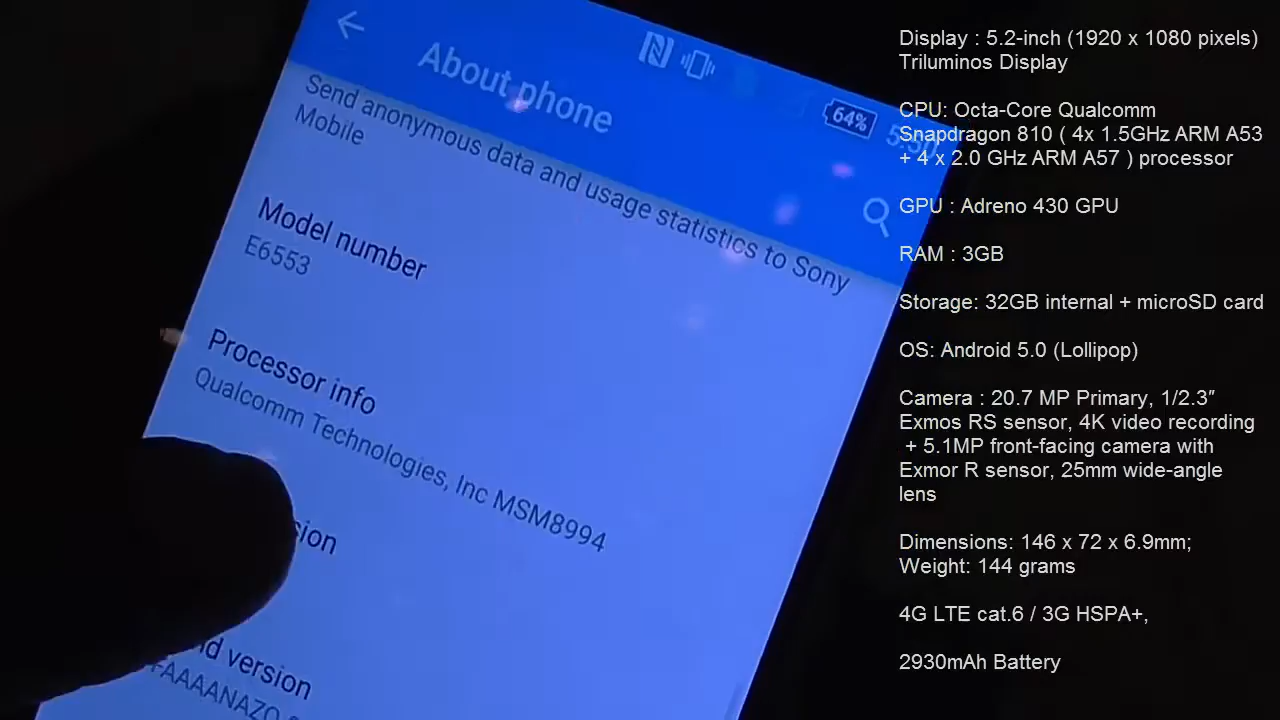 About phone
64%
Send anonymous data and usage statistics to Sony
Mobile
Model number
E6553
Processor info
Qualcomm Technologies, Inc MSM8994
version
Display : 5.2-inch (1920 x 1080 pixels)
Triluminos Display
CPU: Octa-Core Qualcomm
Snapdragon 810 ( 4x 1.5GHz ARM A53
+ 4 x 2.0 GHz ARM A57 ) processor
GPU : Adreno 430 GPU
RAM : 3GB
Storage: 32GB internal + microSD card
OS: Android 5.0 (Lollipop)
Camera : 20.7 MP Primary, 1/2.3″
Exmos RS sensor, 4K video recording
+ 5.1MP front-facing camera with
Exmor R sensor, 25mm wide-angle
lens
Dimensions: 146 x 72 x 6.9mm;
Weight: 144 grams
4G LTE cat.6 / 3G HSPA+,
2930mAh Battery